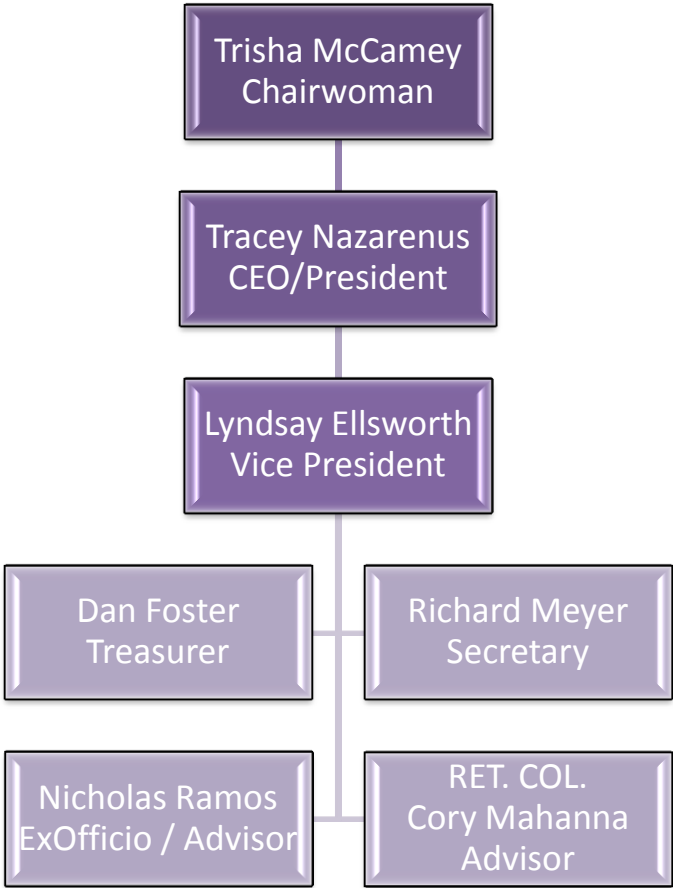 Trisha McCamey
Chairwoman
Tracey Nazarenus
CEO/President
Lyndsay Ellsworth
Vice President
Dan Foster
Treasurer
Richard Meyer
Secretary
Nicholas Ramos
ExOfficio / Advisor
RET. COL.
Cory Mahanna
Advisor